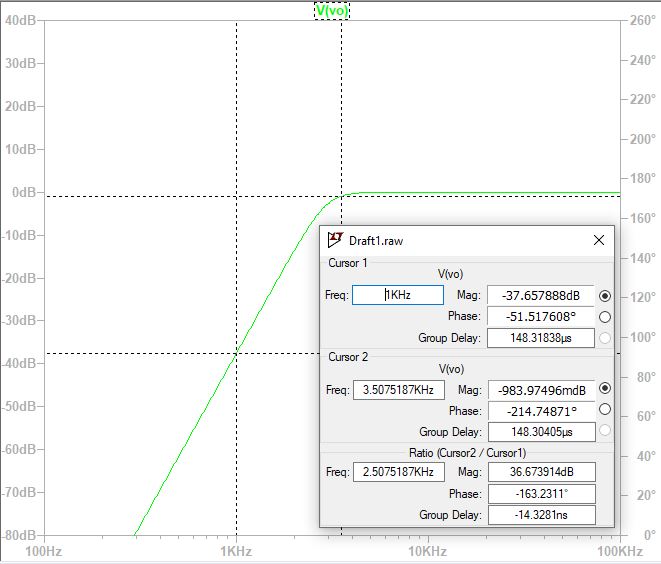 V(vo)
40dB
30dB
20dB
10dB
0dB
-10dB
-20dB
-30dB
-40dB
-50dB
-60dB
-70dB
-80dB
260°
240°
220°
200°
180°
160°
140°
120°
100°
80°
60°
40°
20°
0°
Draft1.raw
Cursor 1
V(vo)
Freq: 1KHz Mag: -37.657888dB
Phase: -51.517608°
Group Delay: 148.31838µs
Cursor 2
V(vo)
Freq: 3.5075187KHz Mag: -983.97496mdB
Phase: -214.74871°
Group Delay: 148.30405µs
Ratio (Cursor2 / Cursor1)
Freq: 2.5075187KHz Mag: 36.673914dB
Phase: -163.2311°
Group Delay: -14.3281ns
100Hz 1KHz 10KHz 100KHz